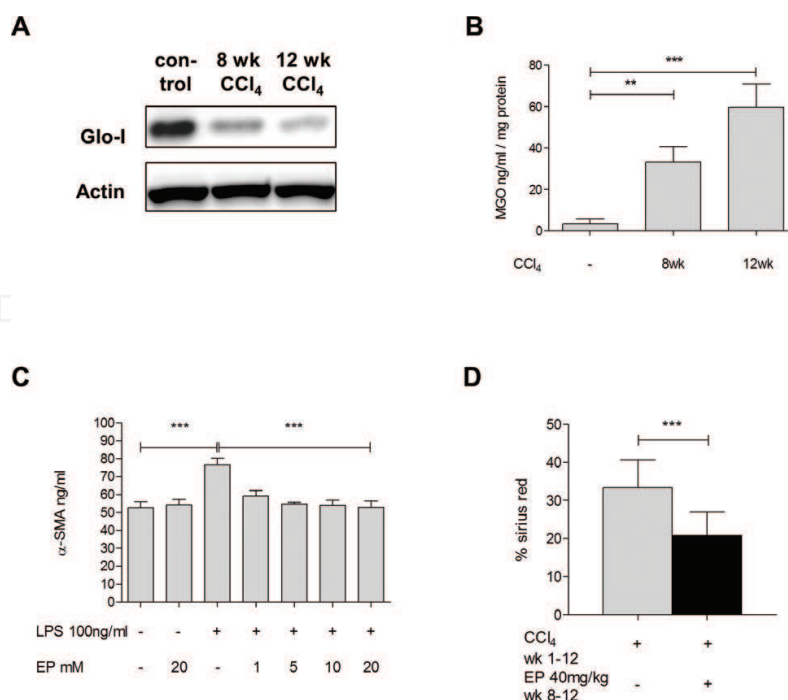 A
con- 8 wk 12 wk
trol CCl₄ CCl₄
Glo-I
Actin
B
MGO ng/ml / mg protein
80
60
40
20
0
***
**
CCl₄ - 8wk 12wk
C
α-SMA ng/ml
100
90
80
70
60
50
40
30
20
10
0
*** ***
LPS 100ng/ml - - + + + + +
EP mM - 20 - 1 5 10 20
D
% sirius red
50
40
30
20
10
0
***
CCl₄ + +
wk 1-12
EP 40mg/kg - +
wk 8-12